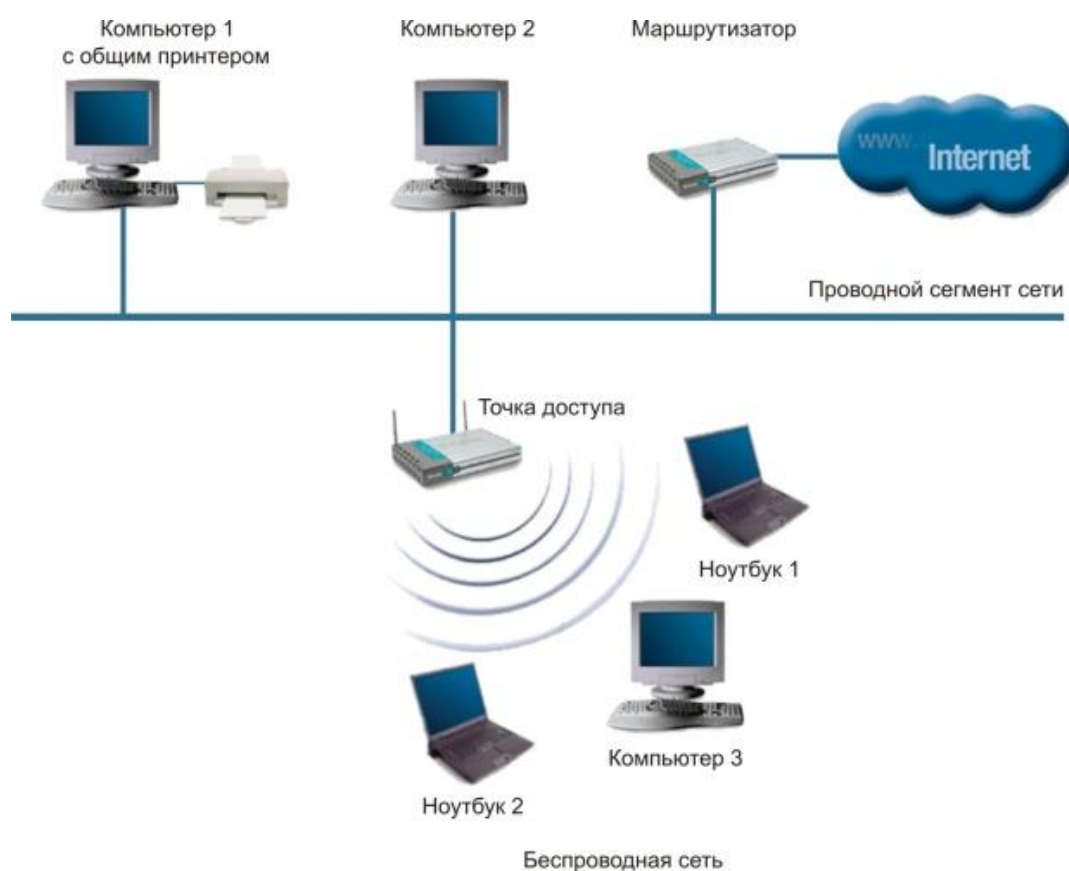 Компьютер 1
с общим принтером
Компьютер 2
Маршрутизатор
www.
Internet
Проводной сегмент сети
Точка доступа
Ноутбук 1
Компьютер 3
Ноутбук 2
Беспроводная сеть